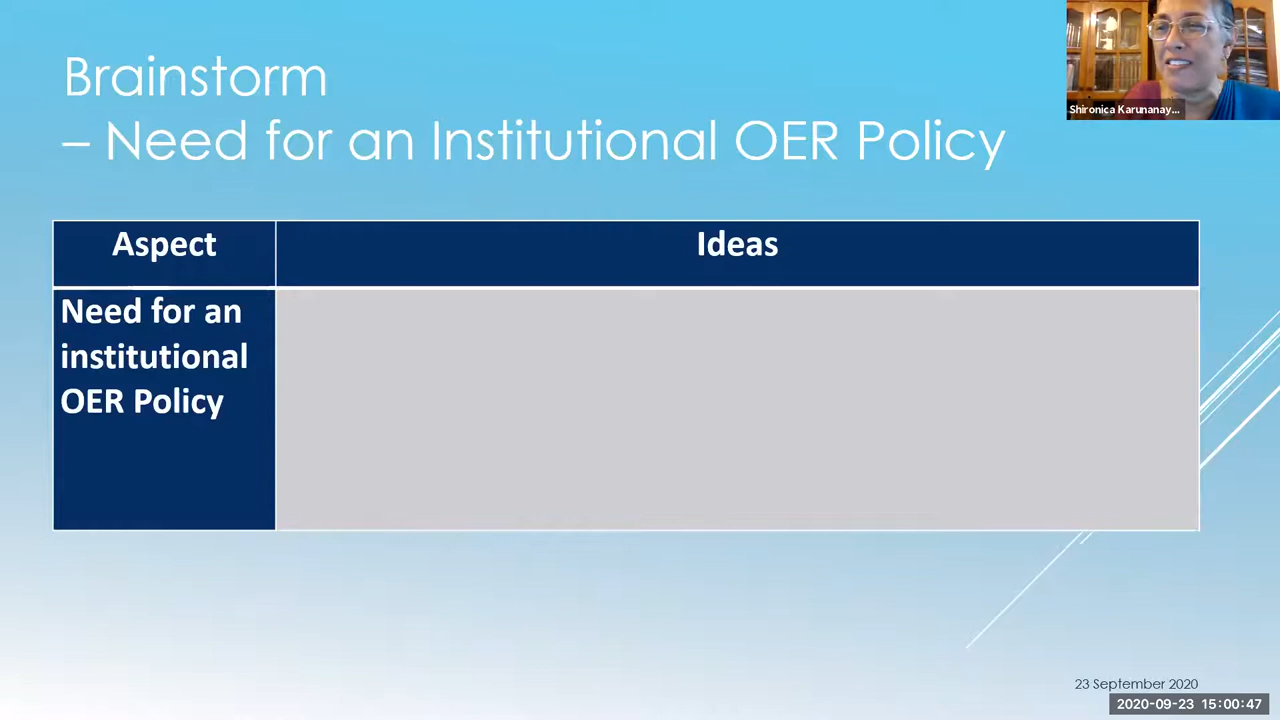 Brainstorm
– Need for an Institutional OER Policy
Shironica Karunanay...
Aspect
Ideas
Need for an
institutional
OER Policy
23 September 2020
2020-09-23 15:00:47